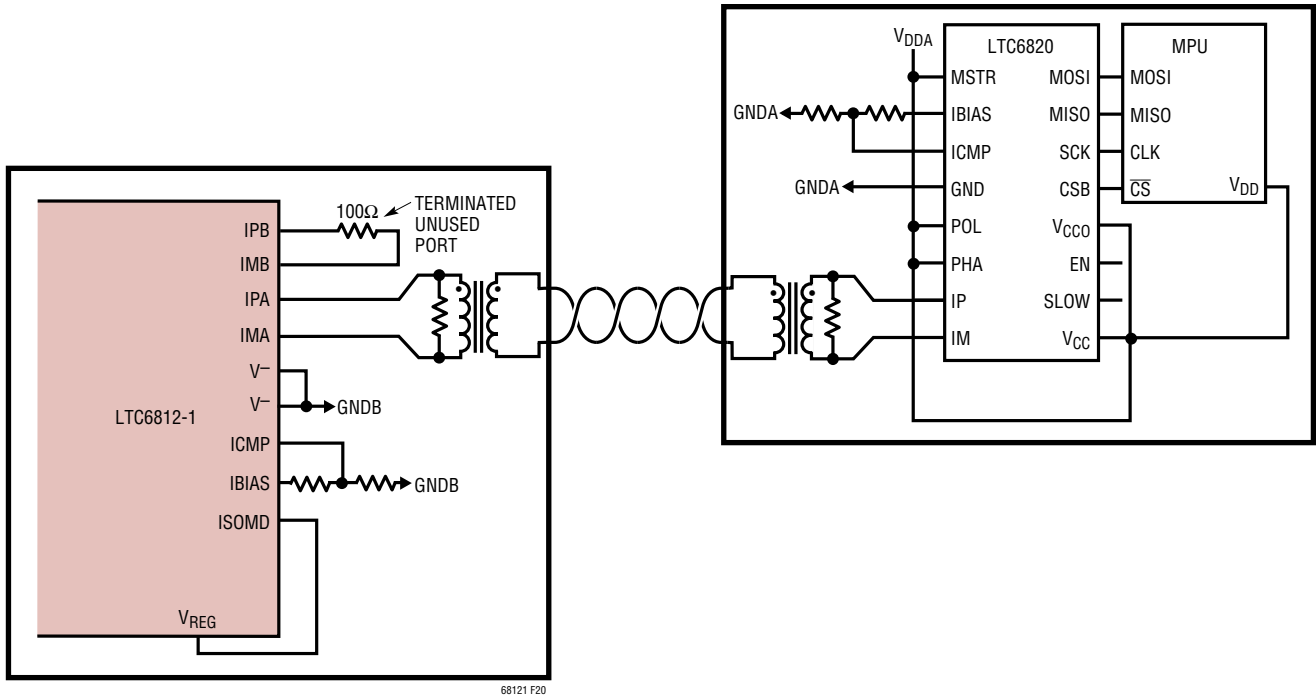 100Ω
TERMINATED
UNUSED
PORT
IPB
IMB
IPA
IMA
V–
V–
GNDB
LTC6812-1
ICMP
IBIAS
GNDB
ISOMD
VREG
VDDA
LTC6820
MPU
MSTR
MOSI
MOSI
GNDA
IBIAS
MISO
MISO
ICMP
SCK
CLK
GNDA
GND
CSB
CS
VDD
POL
VCCO
PHA
EN
IP
SLOW
IM
VCC
68121 F20